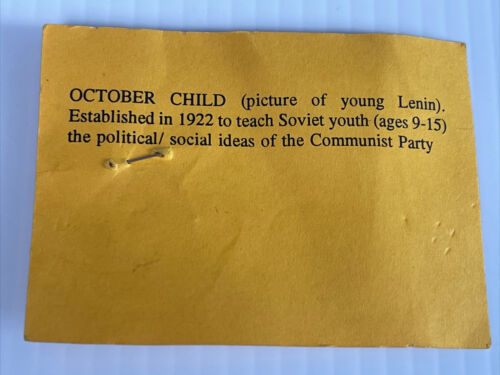 OCTOBER CHILD (picture of young Lenin).
Established in 1922 to teach Soviet youth (ages 9-15)
the political/ social ideas of the Communist Party